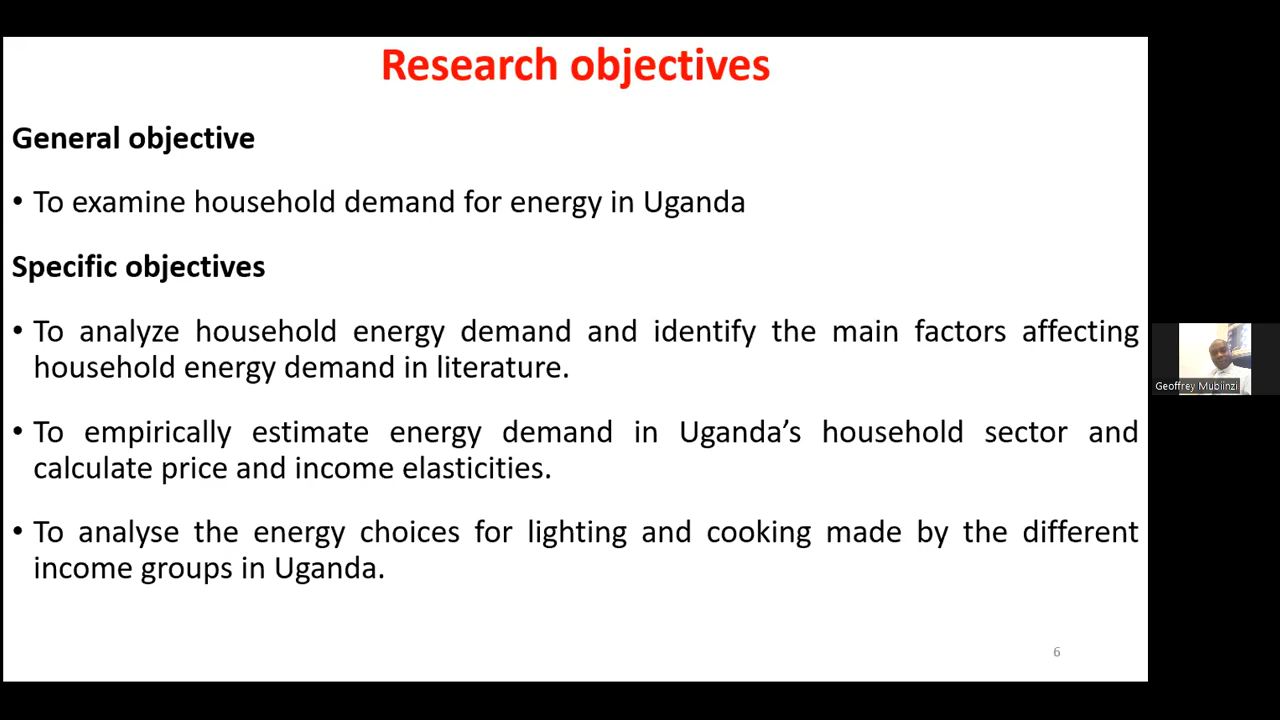 Research objectives
General objective
• To examine household demand for energy in Uganda
Specific objectives
• To analyze household energy demand and identify the main factors affecting
household energy demand in literature.
• To empirically estimate energy demand in Uganda’s household sector and
calculate price and income elasticities.
• To analyse the energy choices for lighting and cooking made by the different
income groups in Uganda.
6
Geoffrey Mubiinzi